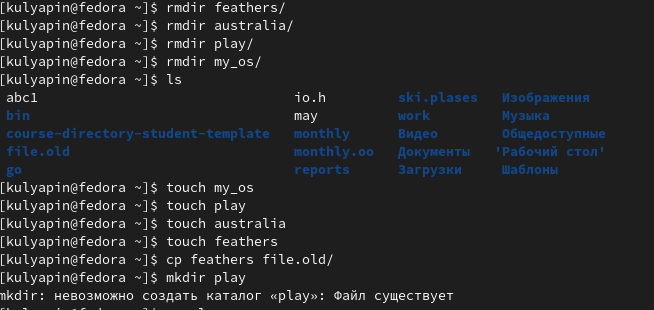 [kulyapin@fedora ~]$ rmdir feathers/
[kulyapin@fedora ~]$ rmdir australia/
[kulyapin@fedora ~]$ rmdir play/
[kulyapin@fedora ~]$ rmdir my_os/
[kulyapin@fedora ~]$ ls
abc1 io.h ski.plases Изображения
bin may work Музыка
course-directory-student-template monthly Видео Общедоступные
file.old monthly.oo Документы 'Рабочий стол'
go reports Загрузки Шаблоны
[kulyapin@fedora ~]$ touch my_os
[kulyapin@fedora ~]$ touch play
[kulyapin@fedora ~]$ touch australia
[kulyapin@fedora ~]$ touch feathers
[kulyapin@fedora ~]$ cp feathers file.old/
[kulyapin@fedora ~]$ mkdir play
mkdir: невозможно создать каталог «play»: Файл существует